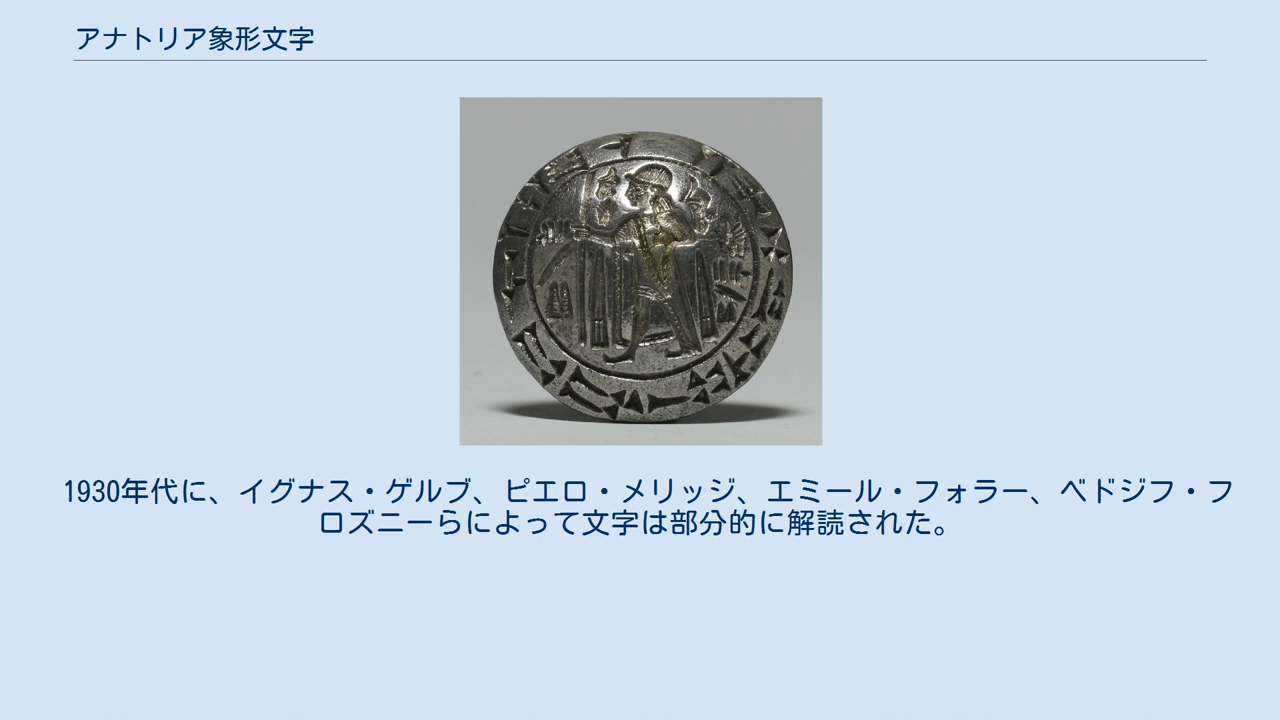 アナトリア象形文字
1930年代に、イグナス・ゲルブ、ピエロ・メリッジ、エミール・フォラー、ベドジフ・フ
ロズニーらによって文字は部分的に解読された。